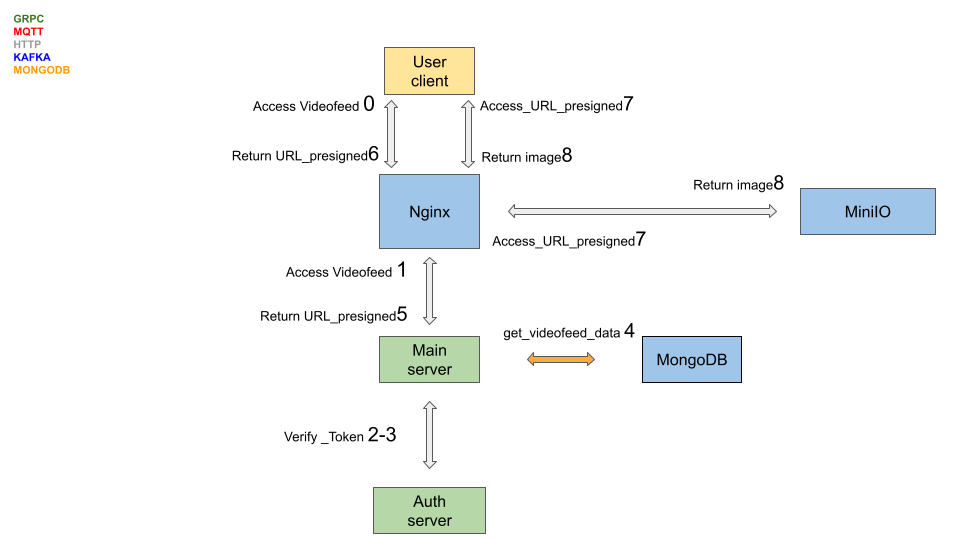 GRPC
MQTT
HTTP
KAFKA
MONGODB
User
client
Access Videofeed 0
Access_URL_presigned7
Return URL_presigned6
Return image8
Return image8
Nginx
MiniIO
Access_URL_presigned7
Access Videofeed 1
Return URL_presigned5
get_videofeed_data 4
Main
server
MongoDB
Verify _Token 2-3
Auth
server